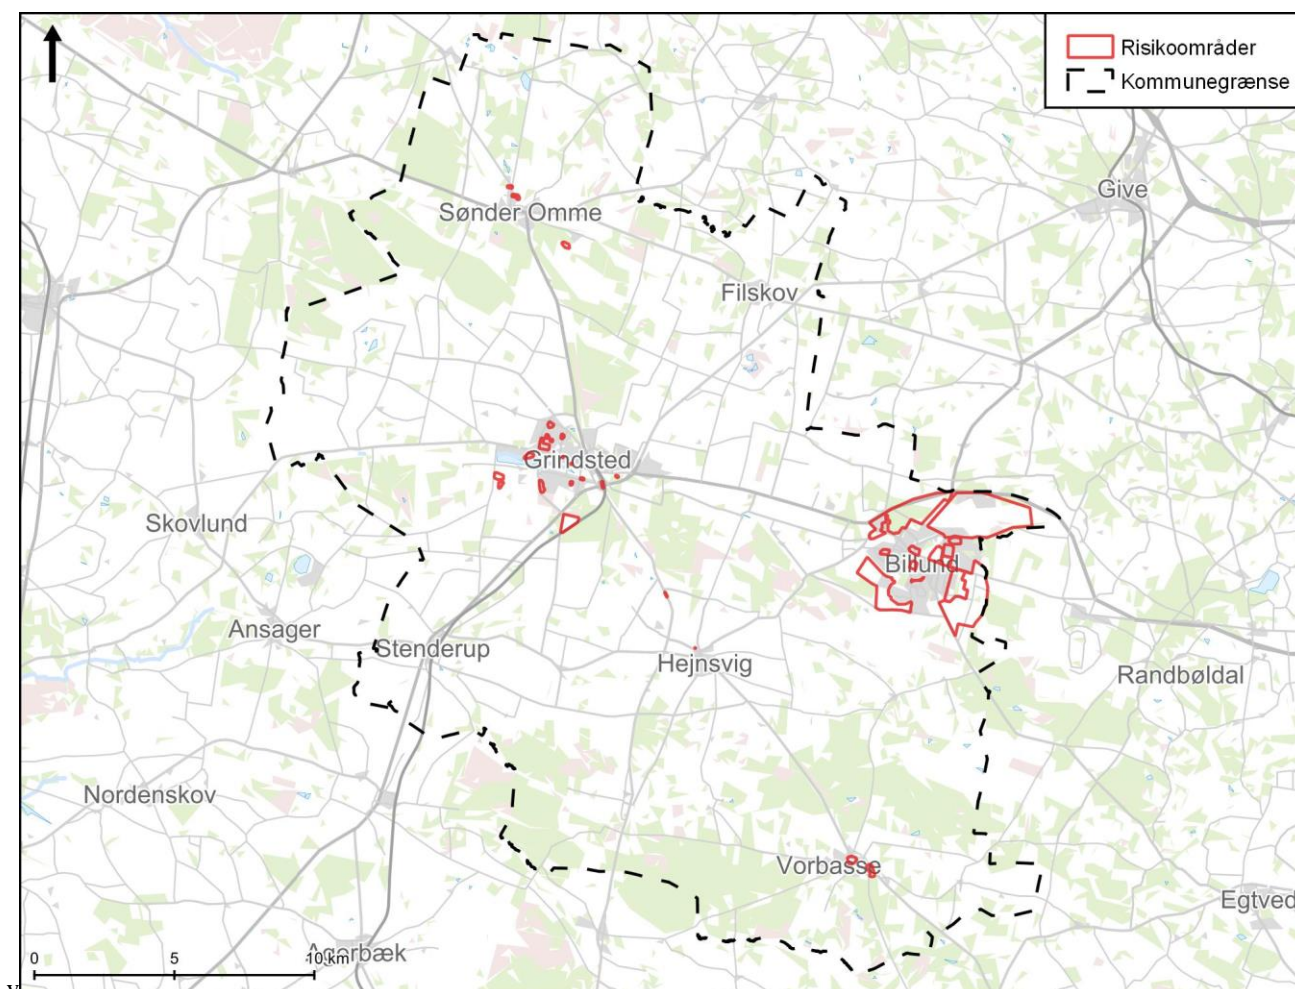 Risikoområder
Kommunegrænse
Give
Sønder Omme
Filskov
Grindsted
Skovlund
Billund
Ansager
Stenderup
Hejnsvig
Randbøldal
Nordenskov
Vorbasse
Egtved
Agerbæk
0 5 10 km
y